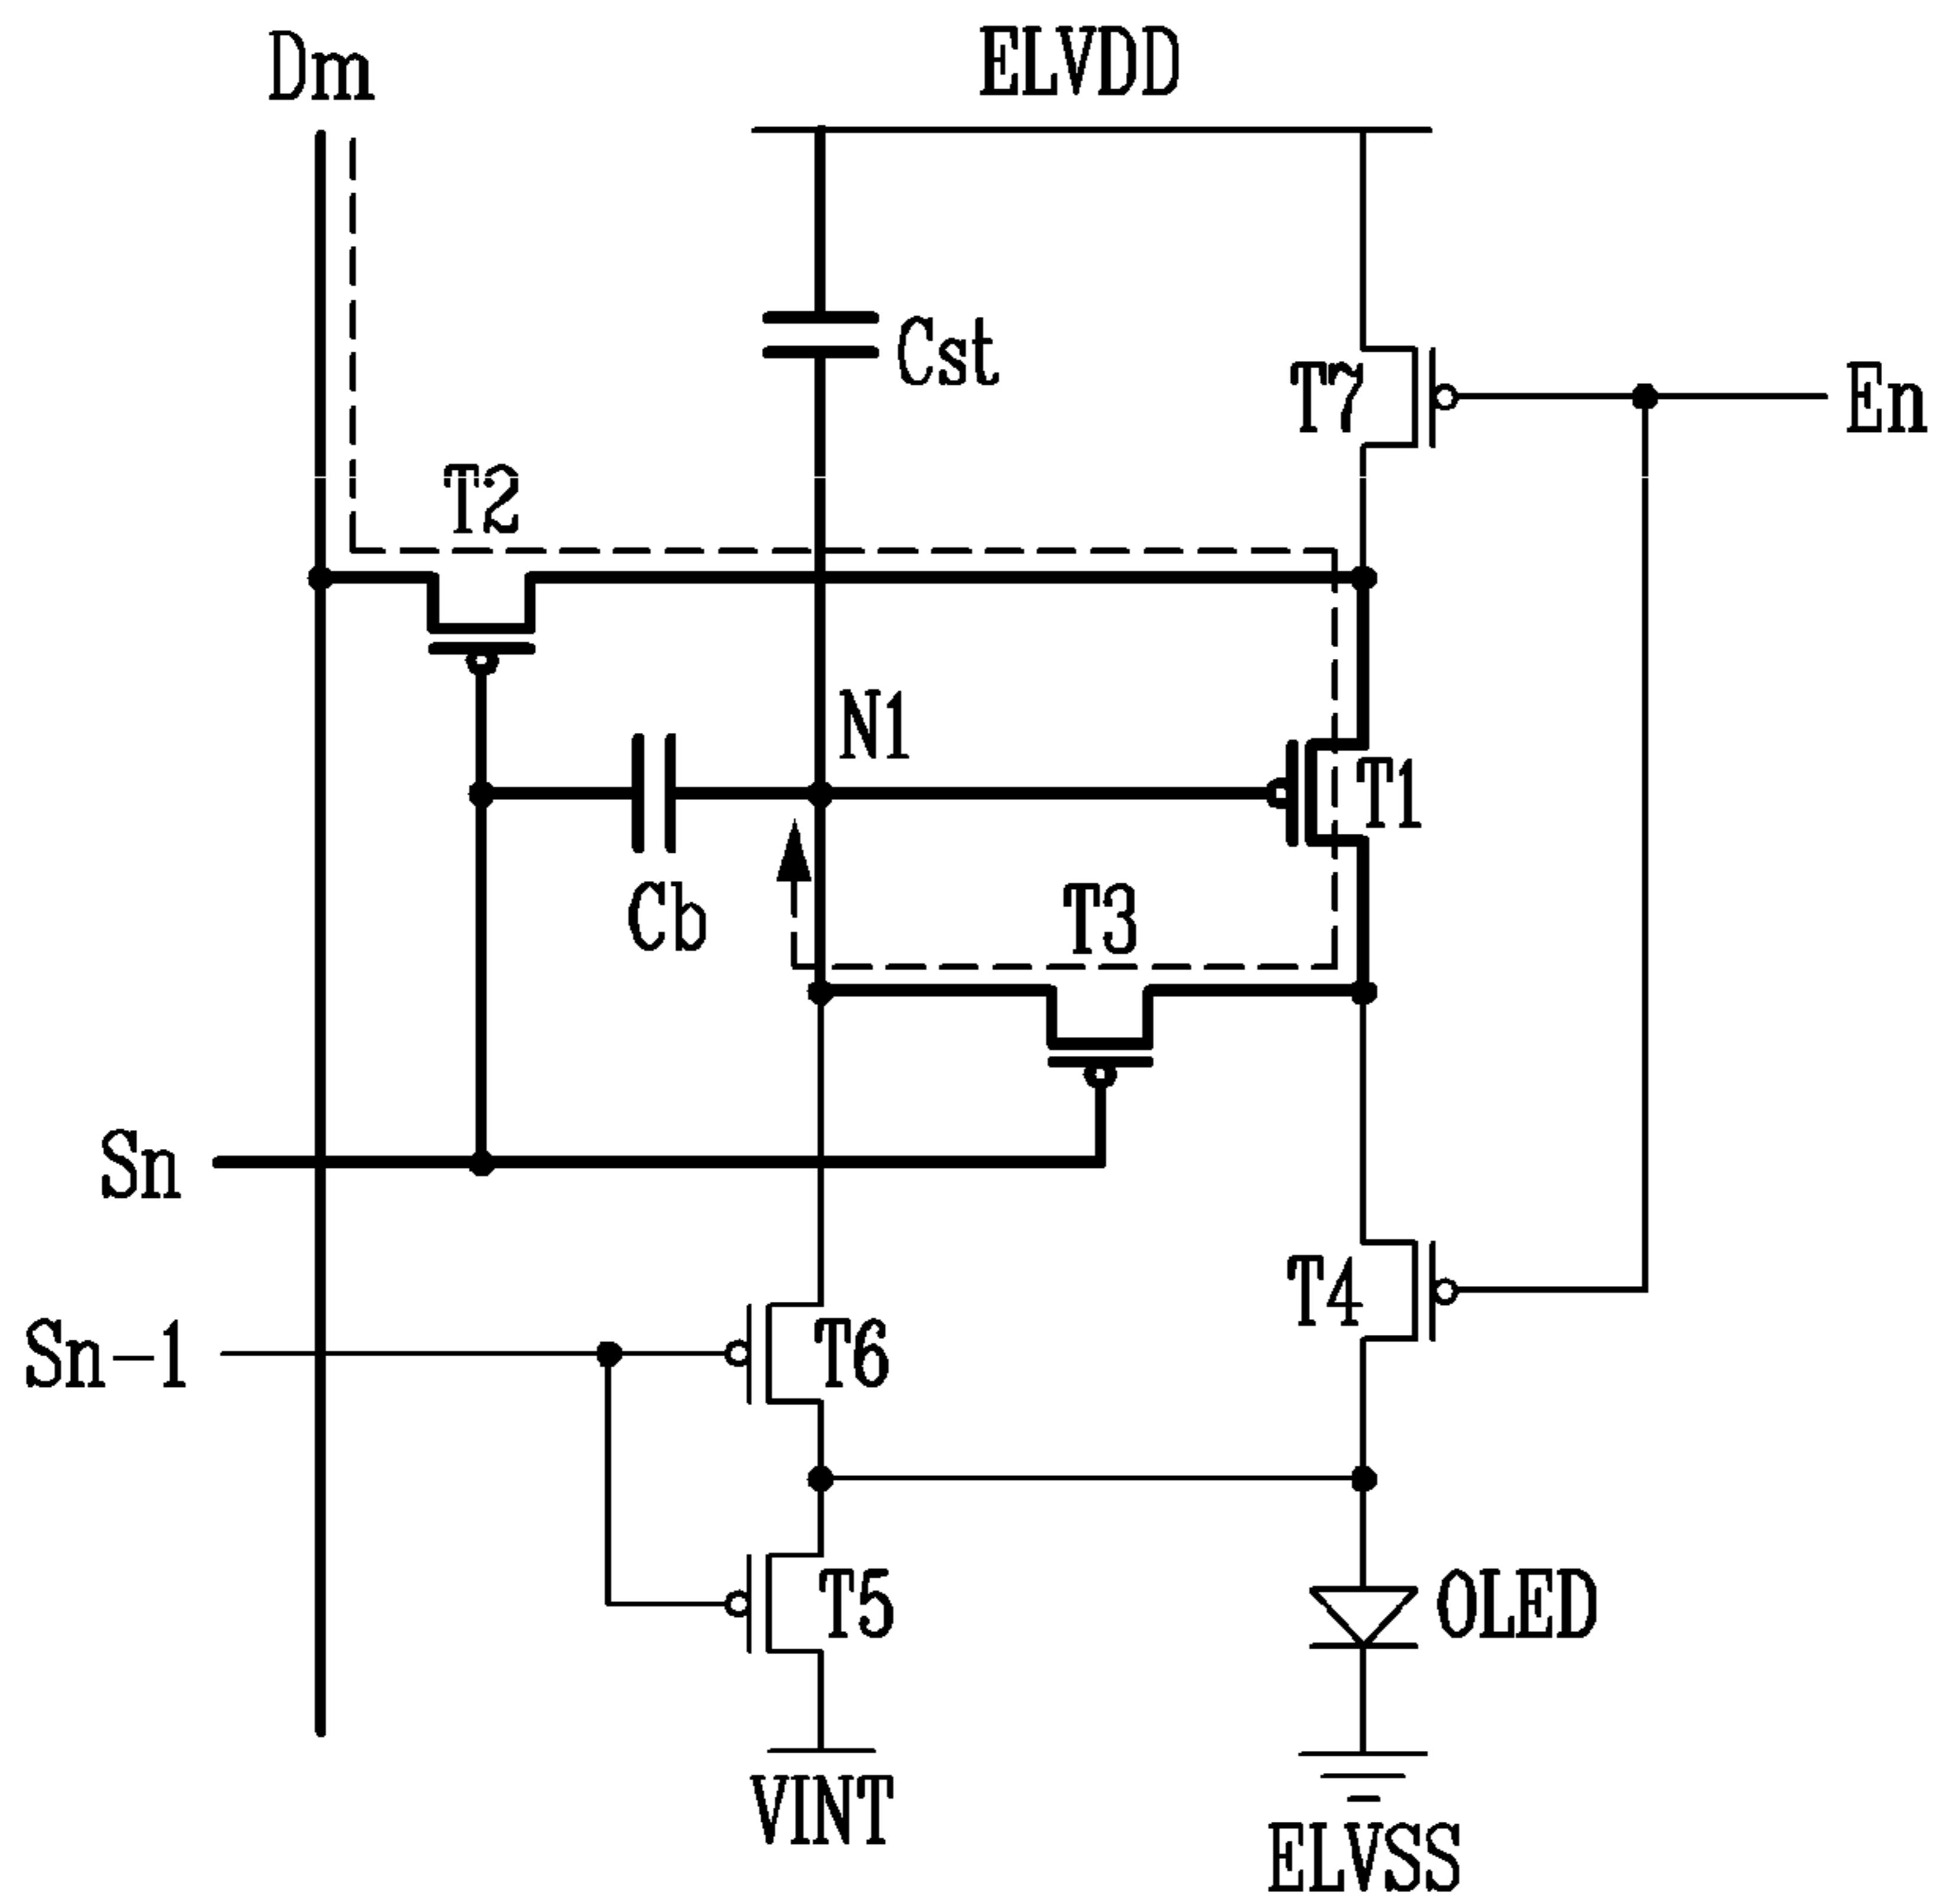 Dm
ELVDD
Cst
T7
En
T2
N1
T1
Cb
T3
Sn
T4
Sn-1
T6
T5
OLED
VINT
ELVSS